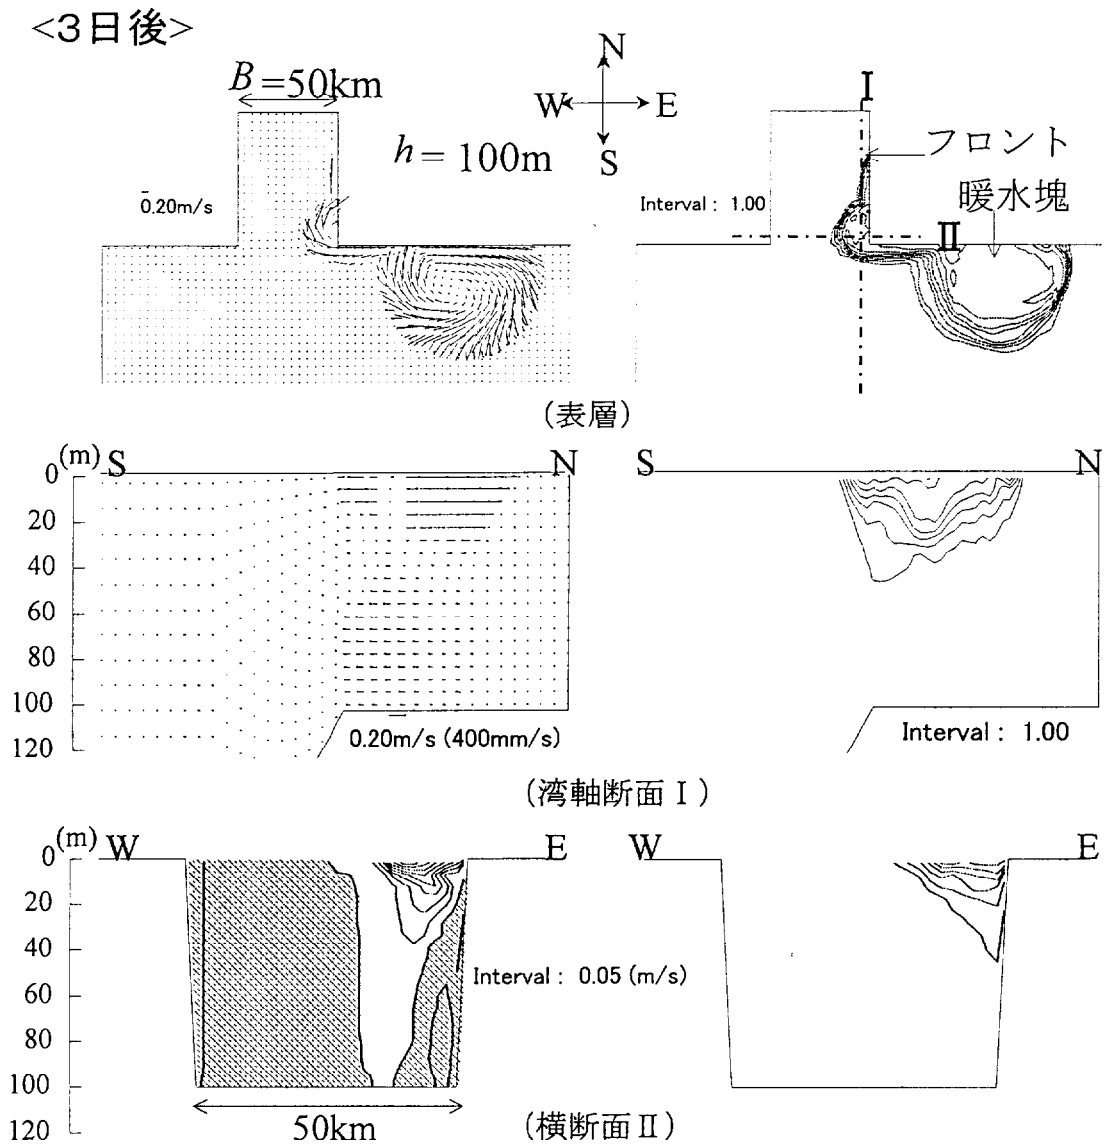 <3日後>
B=50km
N
W
E
S
h= 100m
0.20m/s
I
フロント
暖水塊
Interval : 1.00
II
(表層)
(m)
S
N
0
20
40
60
80
100
120
0.20m/s (400mm/s)
S
N
Interval : 1.00
(湾軸断面 I )
(m)
W
E
0
20
40
60
80
100
120
Interval : 0.05 (m/s)
50km
W
E
(横断面 II )